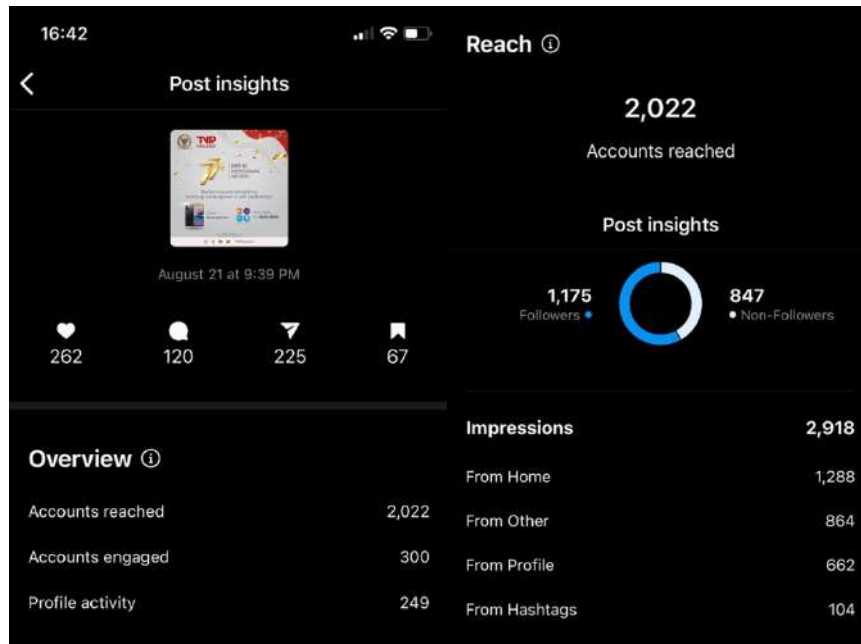 16:42
Post insights
TVRI
77
August 21 at 9:39 PM
262
120
225
67
Overview
Accounts reached 2,022
Accounts engaged 300
Profile activity 249
Reach
2,022
Accounts reached
Post insights
1,175
Followers
847
Non-Followers
Impressions 2,918
From Home 1,288
From Other 864
From Profile 662
From Hashtags 104